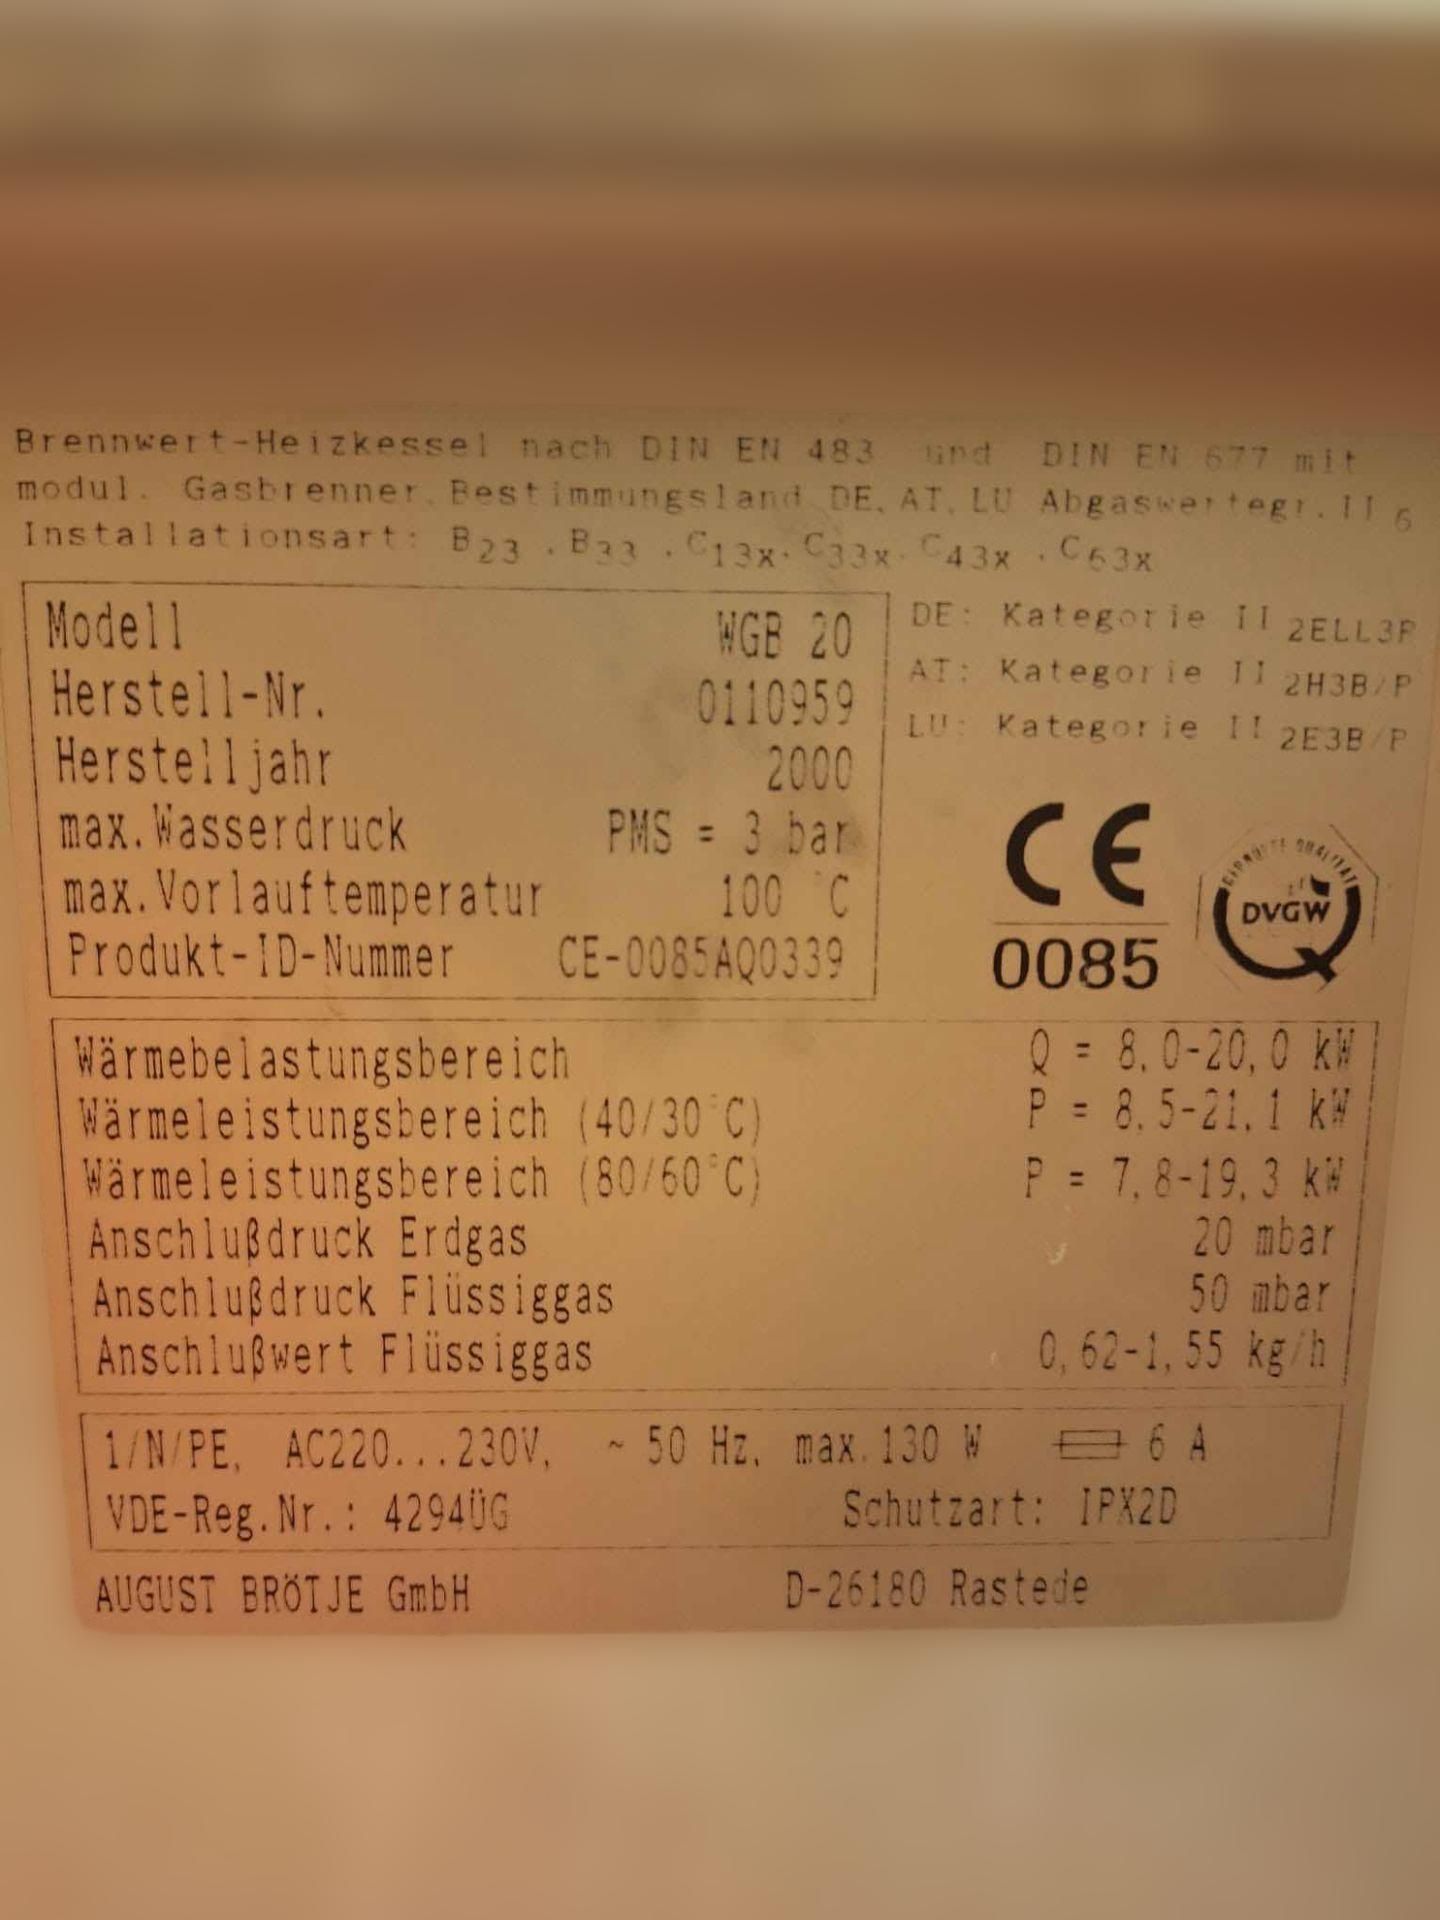 Brennwert-Heizkessel nach DIN EN 483 und DIN EN 677 mit
modul. Gasbrenner. Bestimmungsland DE, AT, LU Abgaswertegr. II 6
Installationsart: B23 . B33 . C13x. C33x. C43x . C63x
Modell WGB 20
Herstell-Nr. 0110959
Herstelljahr 2000
max.Wasserdruck PMS = 3 bar
max.Vorlauftemperatur 100 °C
Produkt-ID-Nummer CE-0085AQ0339
DE: Kategorie II 2ELL3P
AT: Kategorie II 2H3B/P
LU: Kategorie II 2E3B/P
CE
0085
GEPRÜFTE QUALITÄT
DVGW
Wärmebelastungsbereich Q = 8,0-20,0 kW
Wärmeleistungsbereich (40/30°C) P = 8,5-21,1 kW
Wärmeleistungsbereich (80/60°C) P = 7,8-19,3 kW
Anschlußdruck Erdgas 20 mbar
Anschlußdruck Flüssiggas 50 mbar
Anschlußwert Flüssiggas 0,62-1,55 kg/h
1/N/PE, AC220...230V, ~ 50 Hz, max.130 W 6 A
VDE-Reg.Nr.: 4294ÜG Schutzart: IPX2D
AUGUST BRÖTJE GmbH D-26180 Rastede